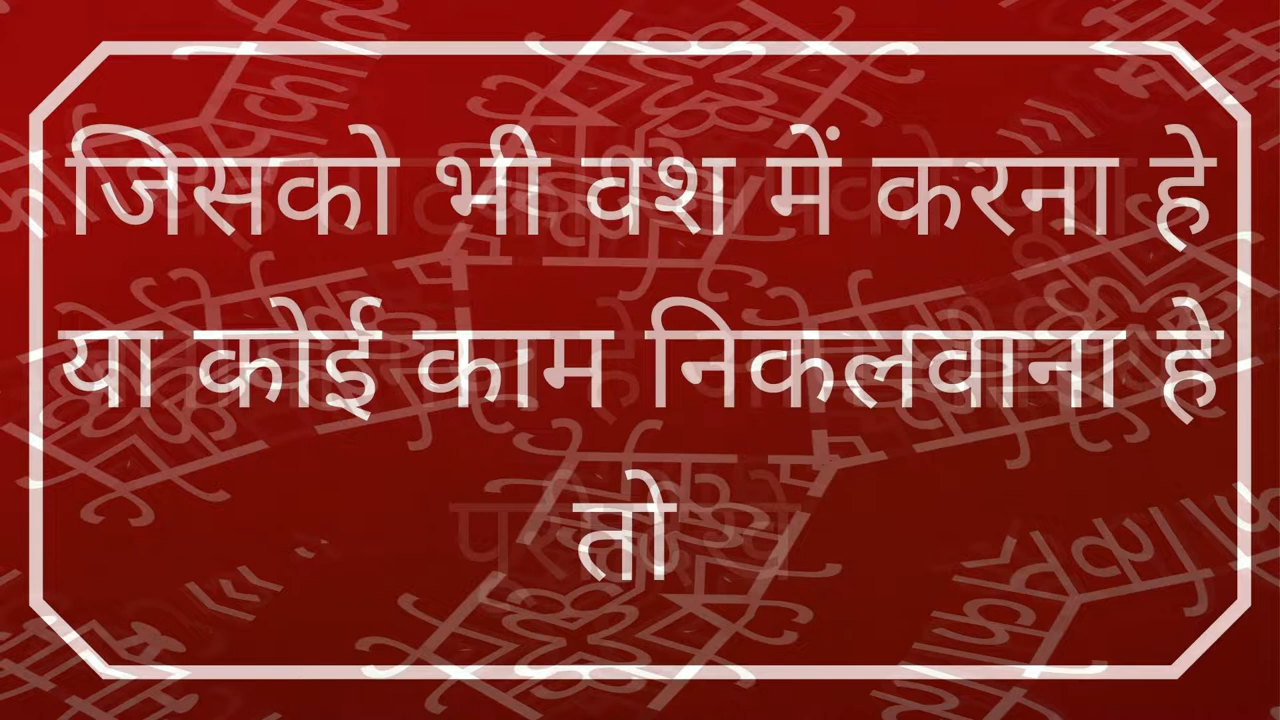 जिसको भी वश में करना हे
या कोई काम निकलवाना हे
तो